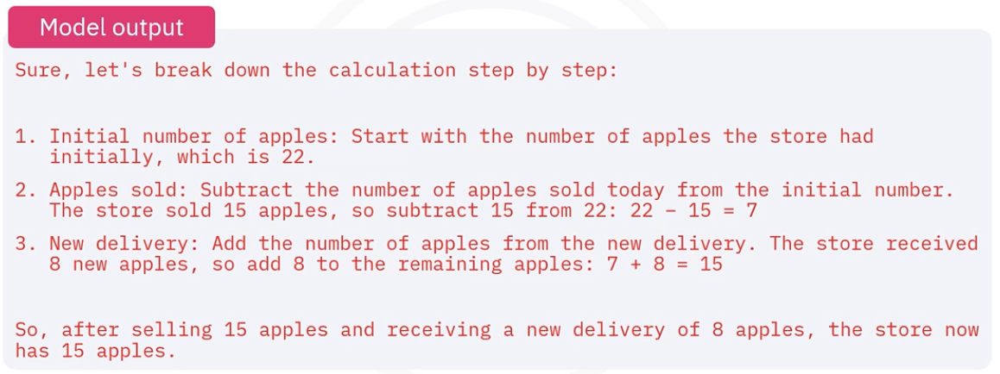 Model output
Sure, let's break down the calculation step by step:
1. Initial number of apples: Start with the number of apples the store had
initially, which is 22.
2. Apples sold: Subtract the number of apples sold today from the initial number.
The store sold 15 apples, so subtract 15 from 22: 22 – 15 = 7
3. New delivery: Add the number of apples from the new delivery. The store received
8 new apples, so add 8 to the remaining apples: 7 + 8 = 15
So, after selling 15 apples and receiving a new delivery of 8 apples, the store now
has 15 apples.